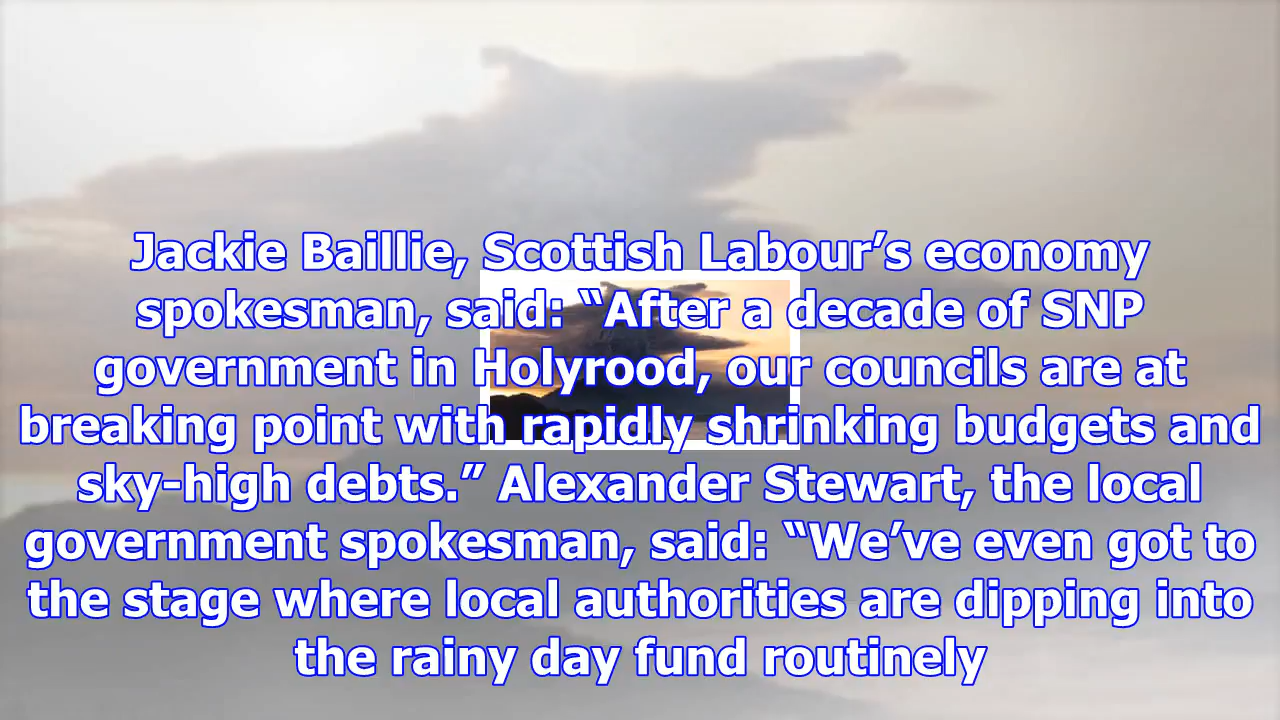 Jackie Baillie, Scottish Labour’s economy
spokesman, said: “After a decade of SNP
government in Holyrood, our councils are at
breaking point with rapidly shrinking budgets and
sky-high debts.” Alexander Stewart, the local
government spokesman, said: “We’ve even got to
the stage where local authorities are dipping into
the rainy day fund routinely